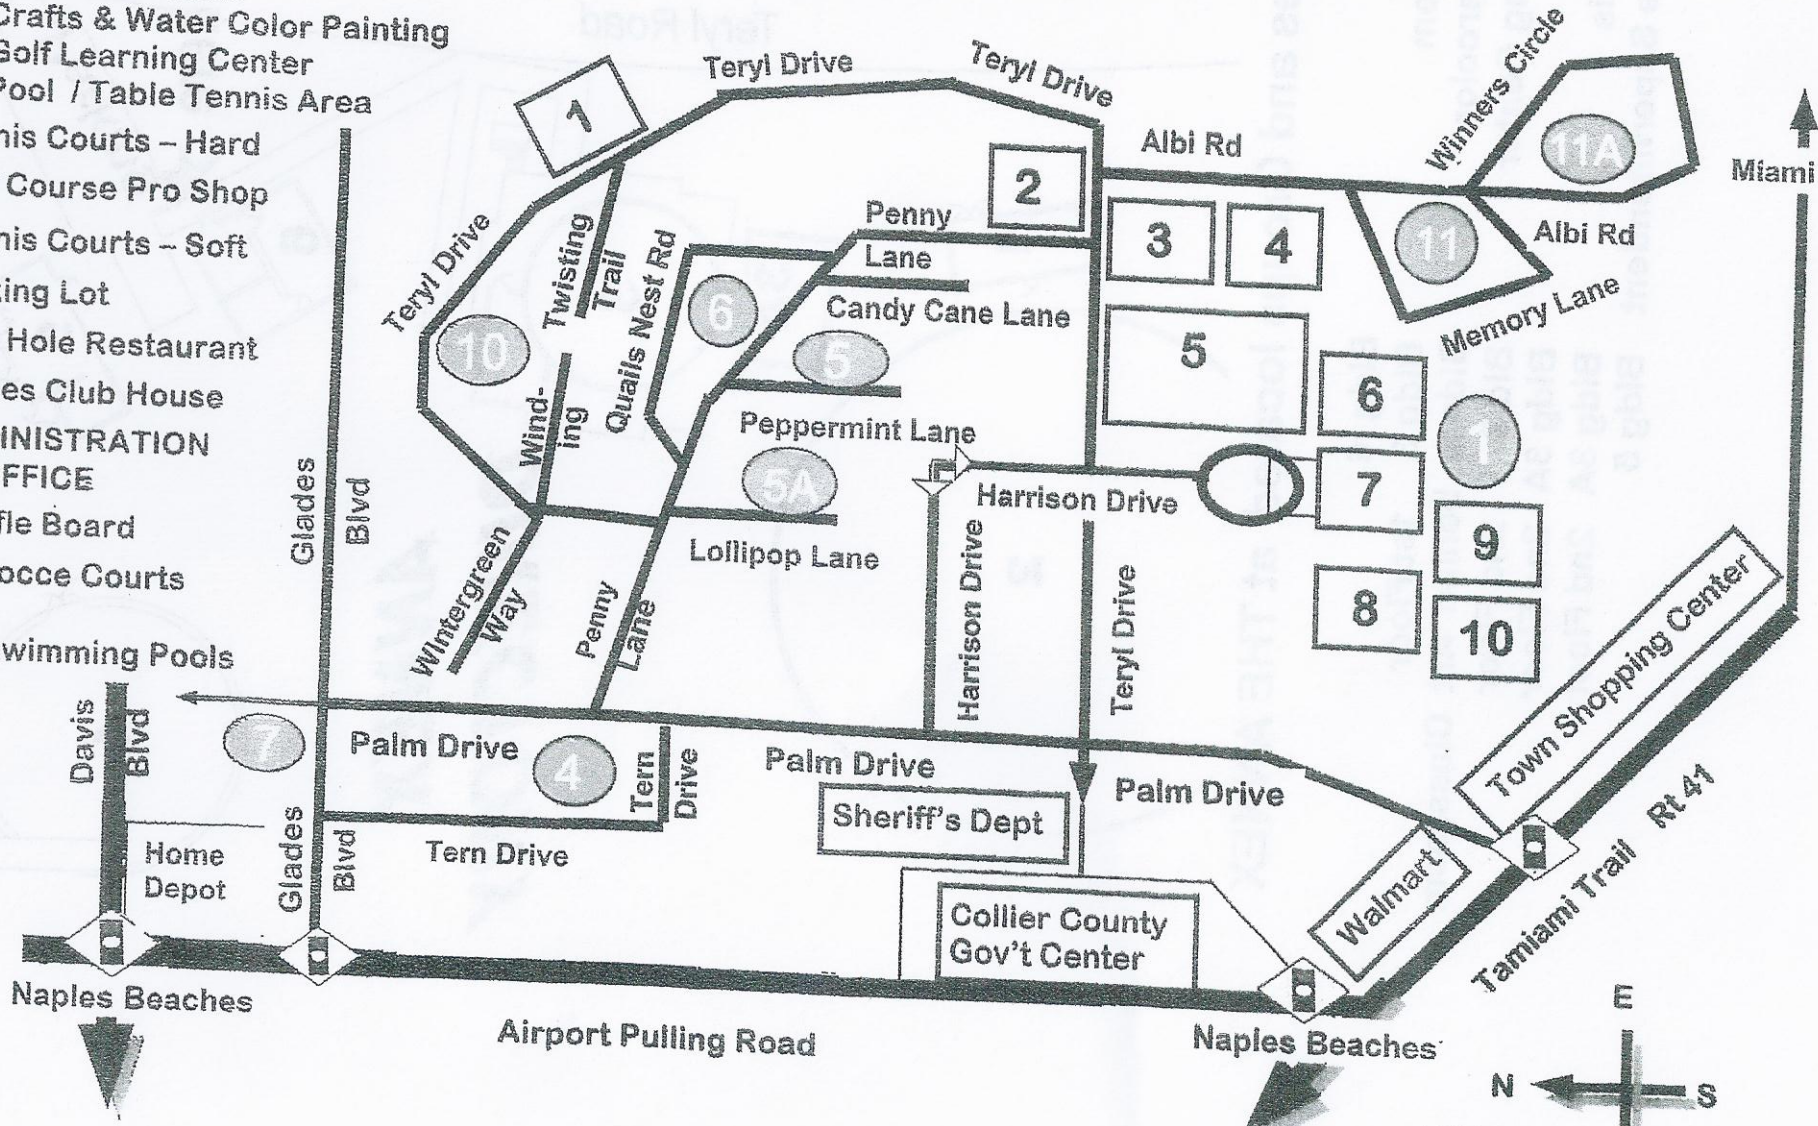 Crafts & Water Color Painting
Golf Learning Center
Pool / Table Tennis Area
nis Courts – Hard
Course Pro Shop
nis Courts – Soft
ing Lot
Hole Restaurant
es Club House
INISTRATION
FFICE
fle Board
occe Courts
wimming Pools
Teryl Drive
Teryl Drive
Teryl Drive
1
2
3
4
5
6
7
8
9
10
Albi Rd
Winners Circle
11A
Miami
11
Albi Rd
Memory Lane
Twisting
Trail
Quails Nest Rd
Penny
Lane
Candy Cane Lane
10
6
5
Wind-
ing
Peppermint Lane
5A
1
Harrison Drive
Lollipop Lane
Glades
Blvd
Wintergreen
Way
Penny
Lane
Harrison Drive
Teryl Drive
Town Shopping Center
Davis
Blvd
7
Palm Drive
4
Tern
Drive
Palm Drive
Palm Drive
Sheriff's Dept
Tern Drive
Home
Depot
Glades
Blvd
Walmart
Tamiami Trail Rt 41
Collier County
Gov't Center
Naples Beaches
Airport Pulling Road
Naples Beaches
E
N
S